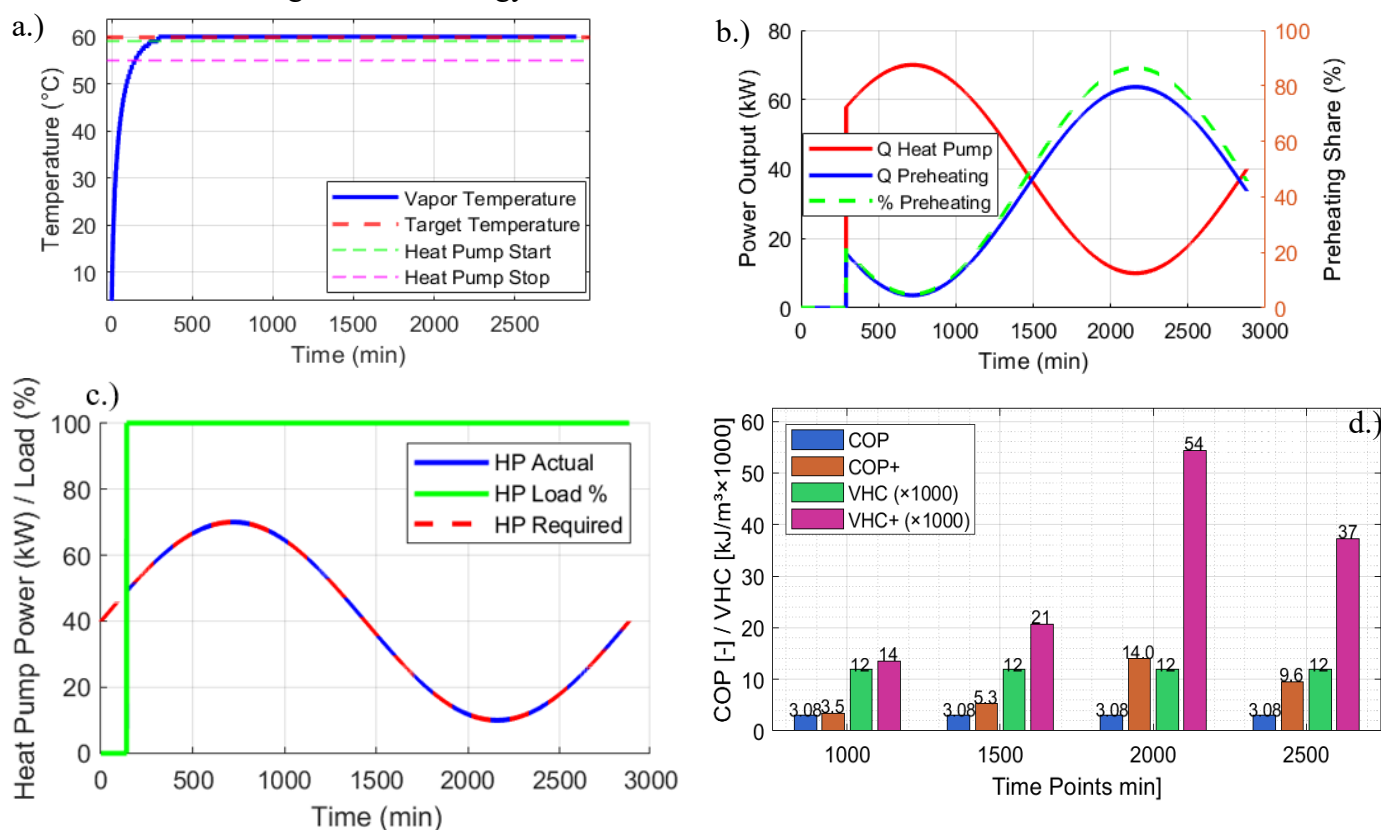 a.)
Temperature (°C)
60
50
40
30
20
10
Vapor Temperature
Target Temperature
Heat Pump Start
Heat Pump Stop
0
500
1000
1500
2000
2500
Time (min)
b.)
Power Output (kW)
80
60
40
20
0
Q Heat Pump
Q Preheating
% Preheating
100
80
60
40
20
0
Preheating Share (%)
0
500
1000
1500
2000
2500
3000
Time (min)
c.)
Heat Pump Power (kW) / Load (%)
100
80
60
40
20
0
HP Actual
HP Load %
HP Required
0
500
1000
1500
2000
2500
3000
Time (min)
d.)
COP [-] / VHC [kJ/m³×1000]
60
50
40
30
20
10
0
COP
COP+
VHC (×1000)
VHC+ (×1000)
3.08
3.5
12
14
3.08
5.3
12
21
3.08
14.0
12
54
3.08
9.6
12
37
1000
1500
2000
2500
Time Points min]